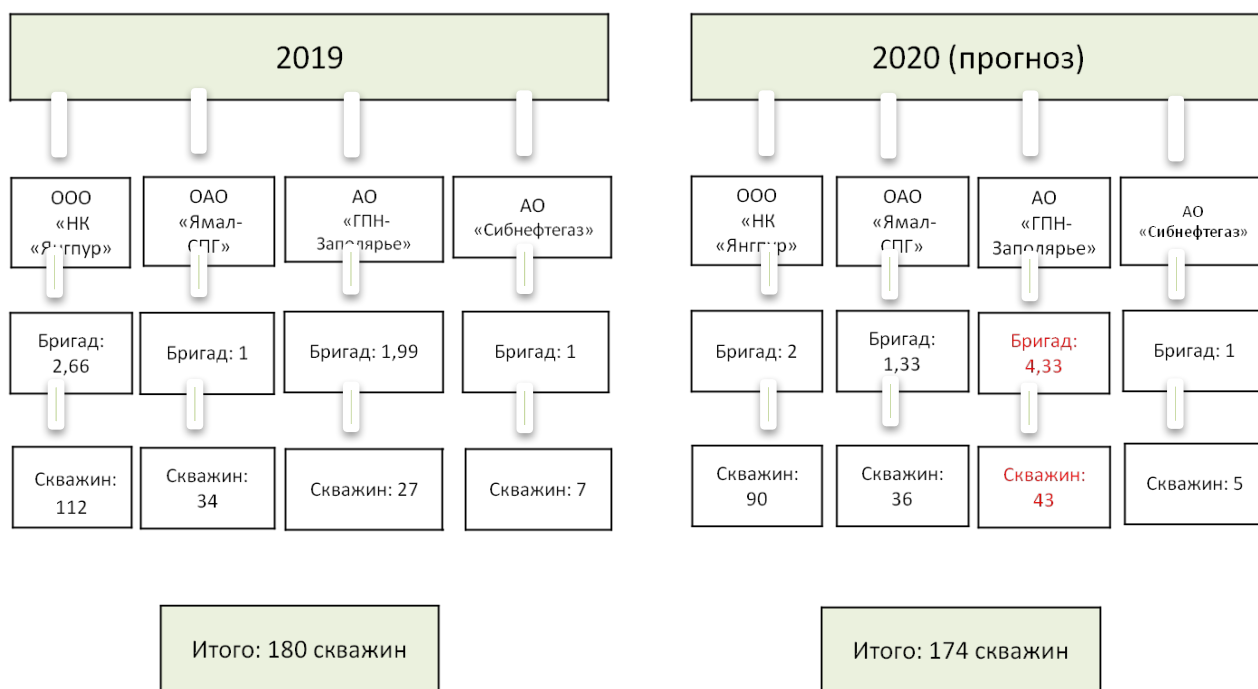 2019
ООО
«НК
«Янгпур»
ОАО
«Ямал-
СПГ»
АО
«ГПН-
Заполярье»
АО
«Сибнефтегаз»
Бригад:
2,66
Бригад: 1
Бригад: 1,99
Бригад: 1
Скважин:
112
Скважин:
34
Скважин: 27
Скважин: 7
Итого: 180 скважин
2020 (прогноз)
ООО
«НК
«Янгпур»
ОАО
«Ямал-
СПГ»
АО
«ГПН-
Заполярье»
АО
«Сибнефтегаз»
Бригад: 2
Бригад:
1,33
Бригад:
4,33
Бригад: 1
Скважин:
90
Скважин:
36
Скважин:
43
Скважин: 5
Итого: 174 скважин